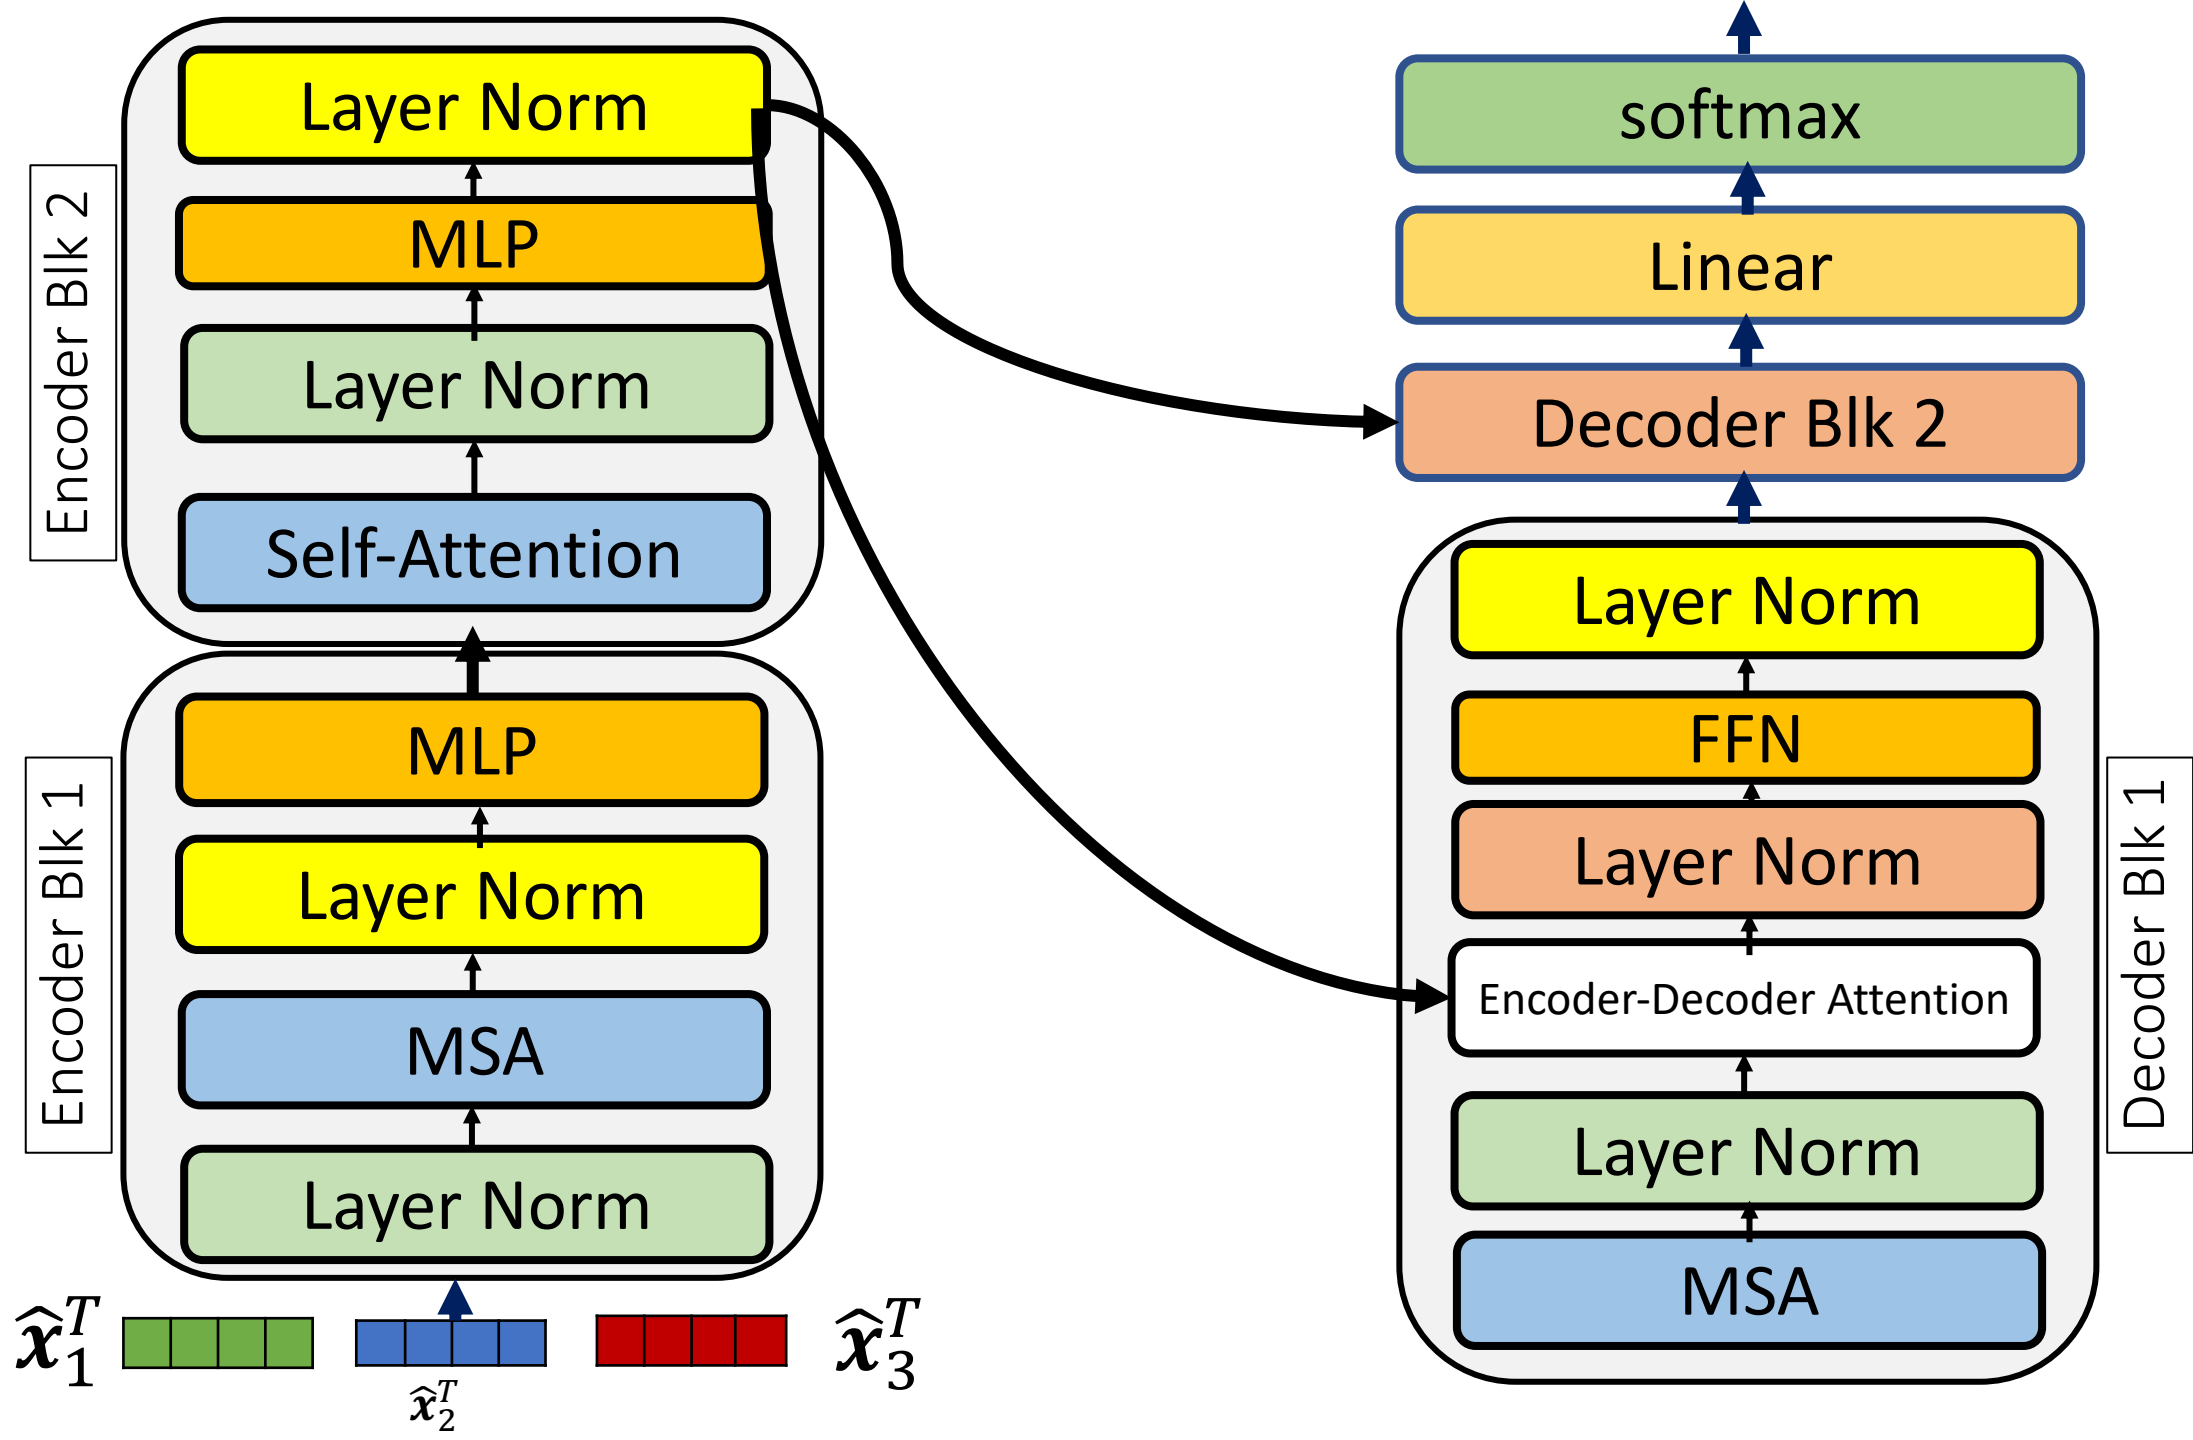 Encoder Blk 2
Layer Norm
MLP
Layer Norm
Self-Attention
Encoder Blk 1
MLP
Layer Norm
MSA
Layer Norm
x̂₁ᵀ
x̂₂ᵀ
x̂₃ᵀ
softmax
Linear
Decoder Blk 2
Decoder Blk 1
Layer Norm
FFN
Layer Norm
Encoder-Decoder Attention
Layer Norm
MSA